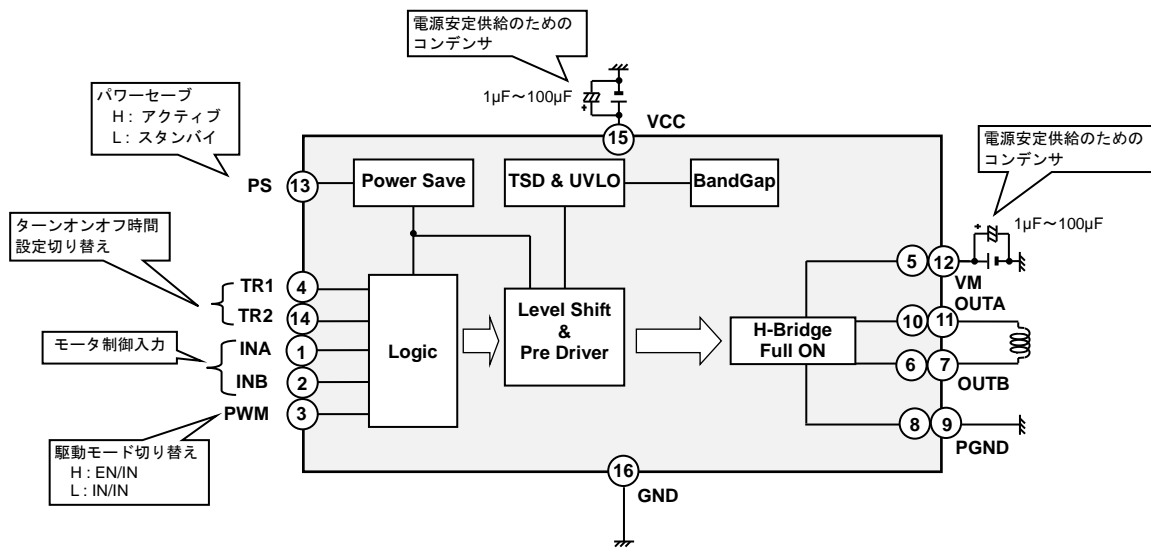 電源安定供給のための
コンデンサ
1µF～100µF
VCC
15
パワーセーブ
H : アクティブ
L : スタンバイ
PS
13
Power Save
TSD & UVLO
BandGap
電源安定供給のための
コンデンサ
1µF～100µF
ターンオンオフ時間
設定切り替え
TR1
4
TR2
14
モータ制御入力
INA
1
INB
2
PWM
3
駆動モード切り替え
H : EN/IN
L : IN/IN
Logic
Level Shift
&
Pre Driver
H-Bridge
Full ON
5
12
VM
OUTA
10
11
6
7
OUTB
8
9
PGND
16
GND
+
+